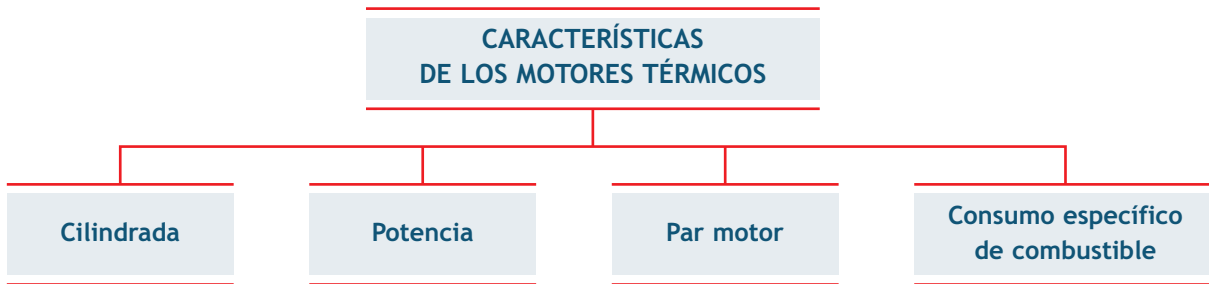 CARACTERÍSTICAS
DE LOS MOTORES TÉRMICOS
Cilindrada
Potencia
Par motor
Consumo específico
de combustible